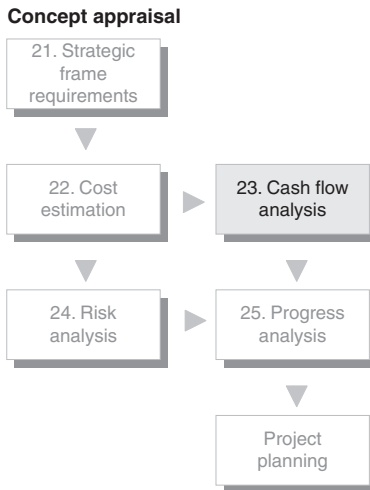 Concept appraisal
21. Strategic
frame
requirements
22. Cost
estimation
23. Cash flow
analysis
24. Risk
analysis
25. Progress
analysis
Project
planning